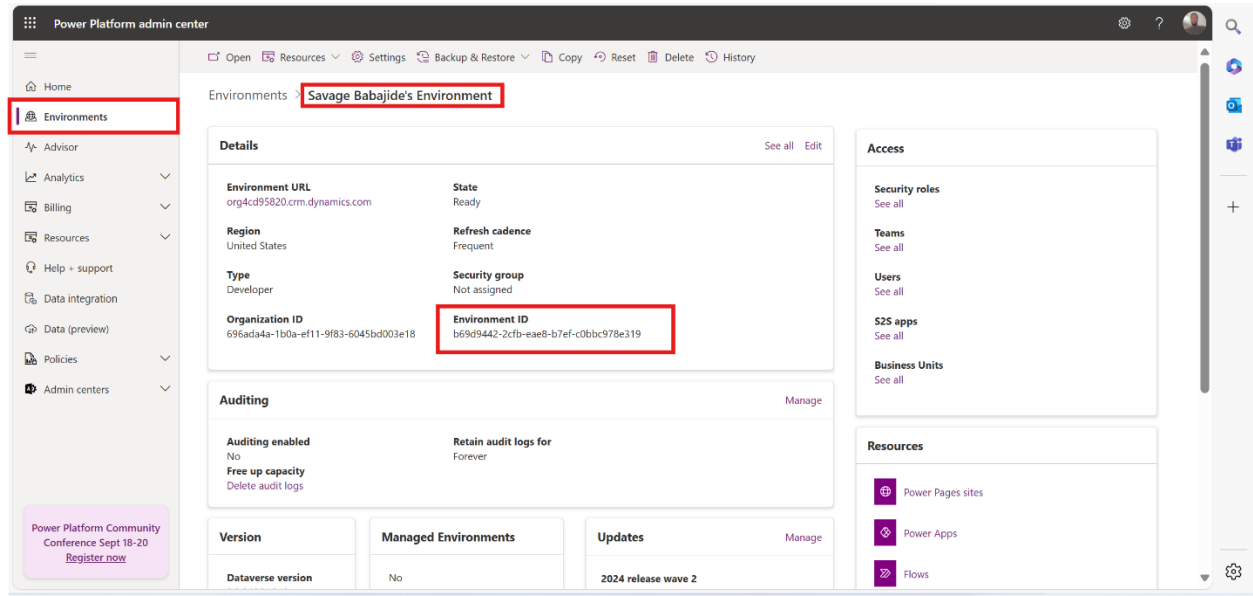 Power Platform admin center
?
Open Resources Settings Backup & Restore Copy Reset Delete History
Home
Environments
Advisor
Analytics
Billing
Resources
Help + support
Data integration
Data (preview)
Policies
Admin centers
Power Platform Community
Conference Sept 18-20
Register now
Environments > Savage Babajide's Environment
Details
See all Edit
Environment URL
org4cd95820.crm.dynamics.com
State
Ready
Region
United States
Refresh cadence
Frequent
Type
Developer
Security group
Not assigned
Organization ID
696ada4a-1b0a-ef11-9f83-6045bd003e18
Environment ID
b69d9442-2cfb-eae8-b7ef-c0bbc978e319
Auditing
Manage
Auditing enabled
No
Retain audit logs for
Forever
Free up capacity
Delete audit logs
Version
Dataverse version
Managed Environments
No
Updates
Manage
2024 release wave 2
Access
Security roles
See all
Teams
See all
Users
See all
S2S apps
See all
Business Units
See all
Resources
Power Pages sites
Power Apps
Flows